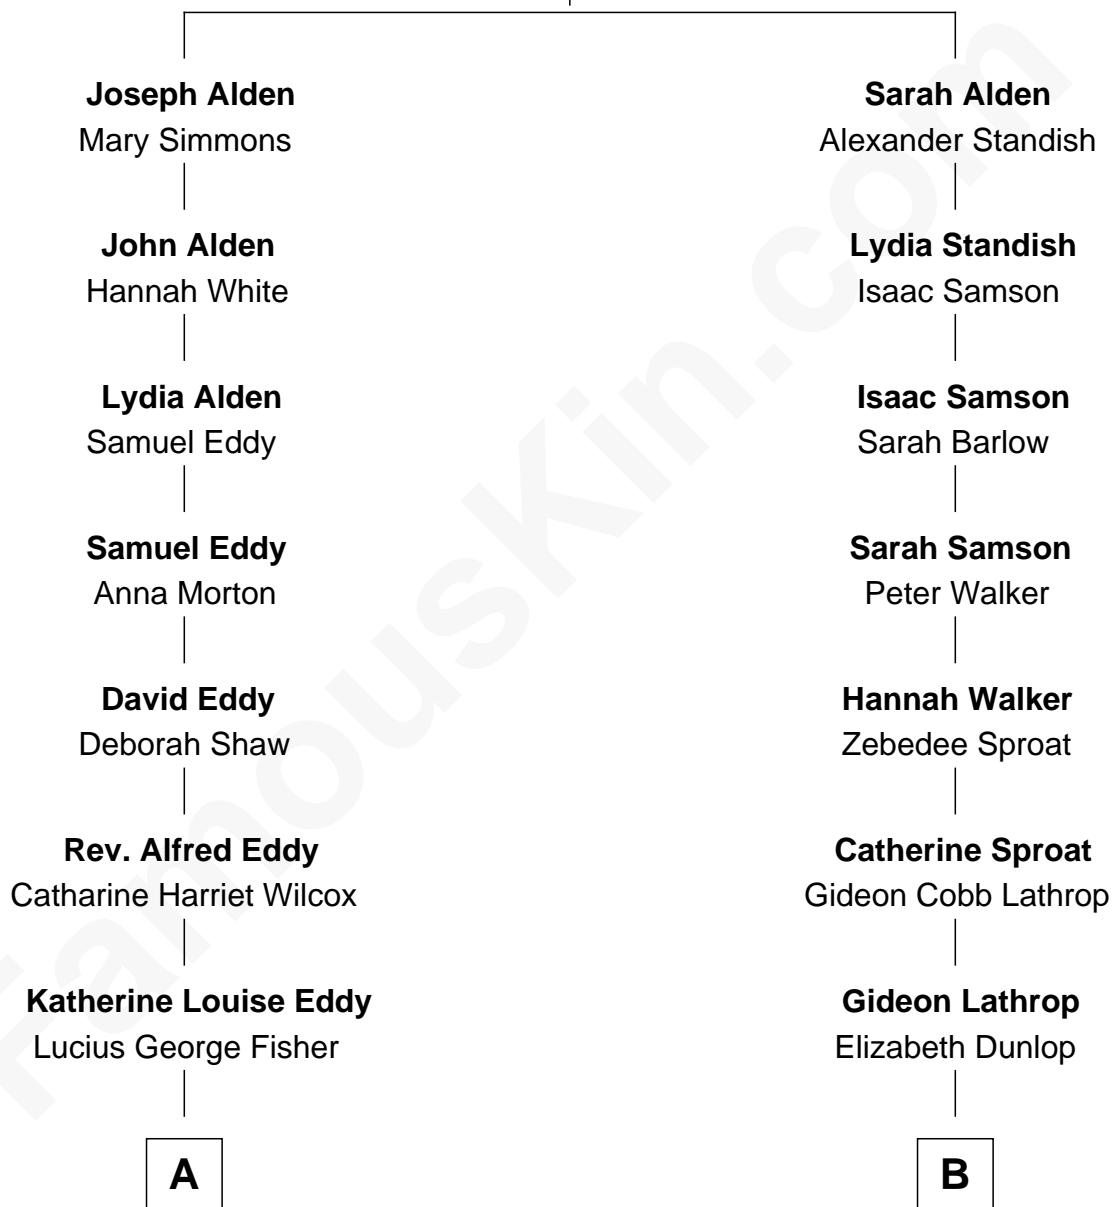 Joseph Alden
Mary Simmons
Sarah Alden
Alexander Standish
John Alden
Hannah White
Lydia Standish
Isaac Samson
Lydia Alden
Samuel Eddy
Isaac Samson
Sarah Barlow
Samuel Eddy
Anna Morton
Sarah Samson
Peter Walker
David Eddy
Deborah Shaw
Hannah Walker
Zebedee Sproat
Rev. Alfred Eddy
Catharine Harriet Wilcox
Catherine Sproat
Gideon Cobb Lathrop
Katherine Louise Eddy
Lucius George Fisher
Gideon Lathrop
Elizabeth Dunlop
A
B
FamousKin.com